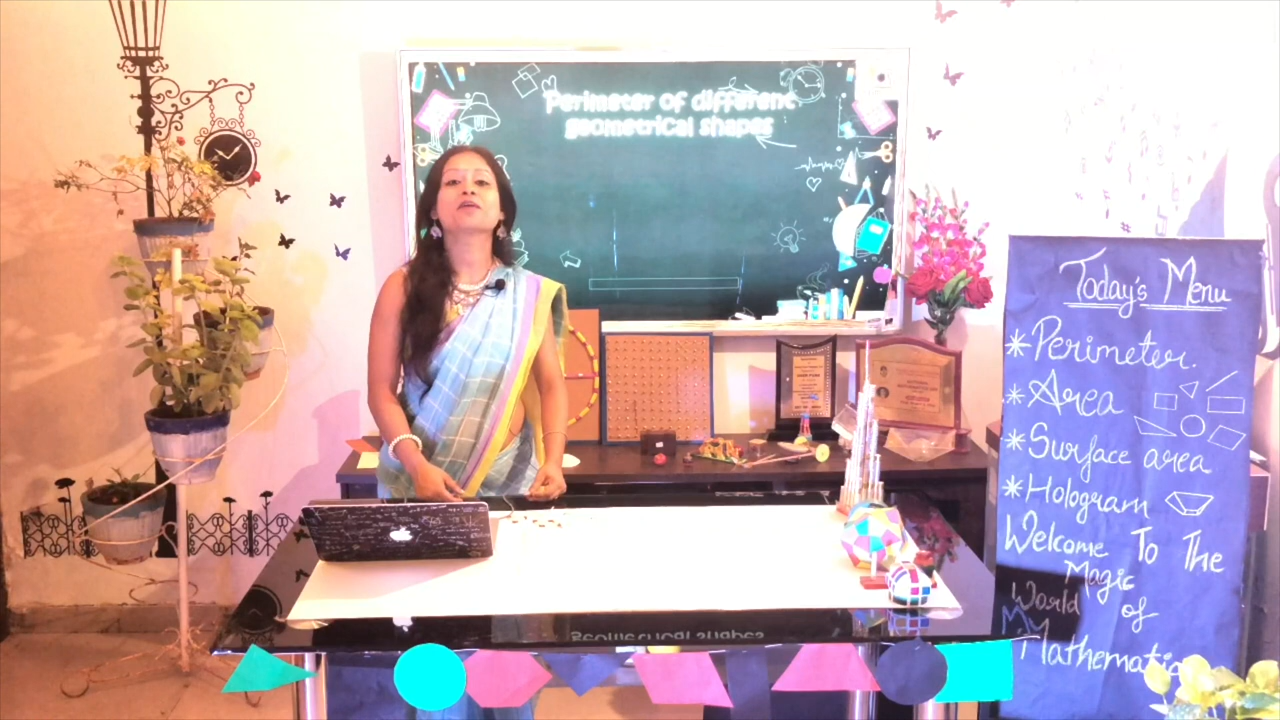 Perimeter of different
geometrical shapes
Today's Menu
* Perimeter.
* Area
* Surface area
* Hologram
Welcome To The
Magic
World
of
Mathematic